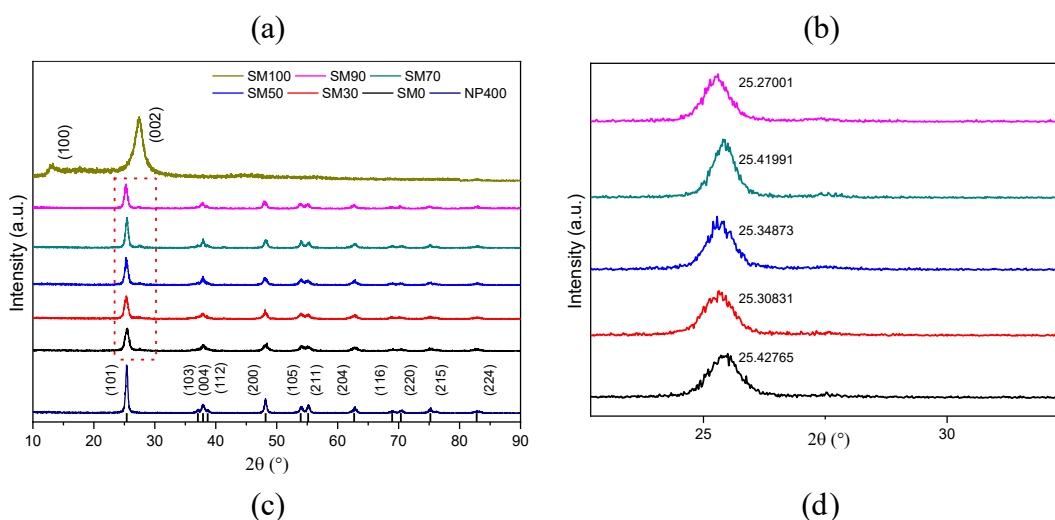 (a)
(b)
SM100 SM90 SM70
SM50 SM30 SM0 NP400
(100)
(002)
(101)
(103)
(004)
(112)
(200)
(105)
(211)
(204)
(116)
(220)
(215)
(224)
Intensity (a.u.)
10 20 30 40 50 60 70 80 90
2θ (°)
25.27001
25.41991
25.34873
25.30831
25.42765
Intensity (a.u.)
25 30
2θ (°)
(c)
(d)